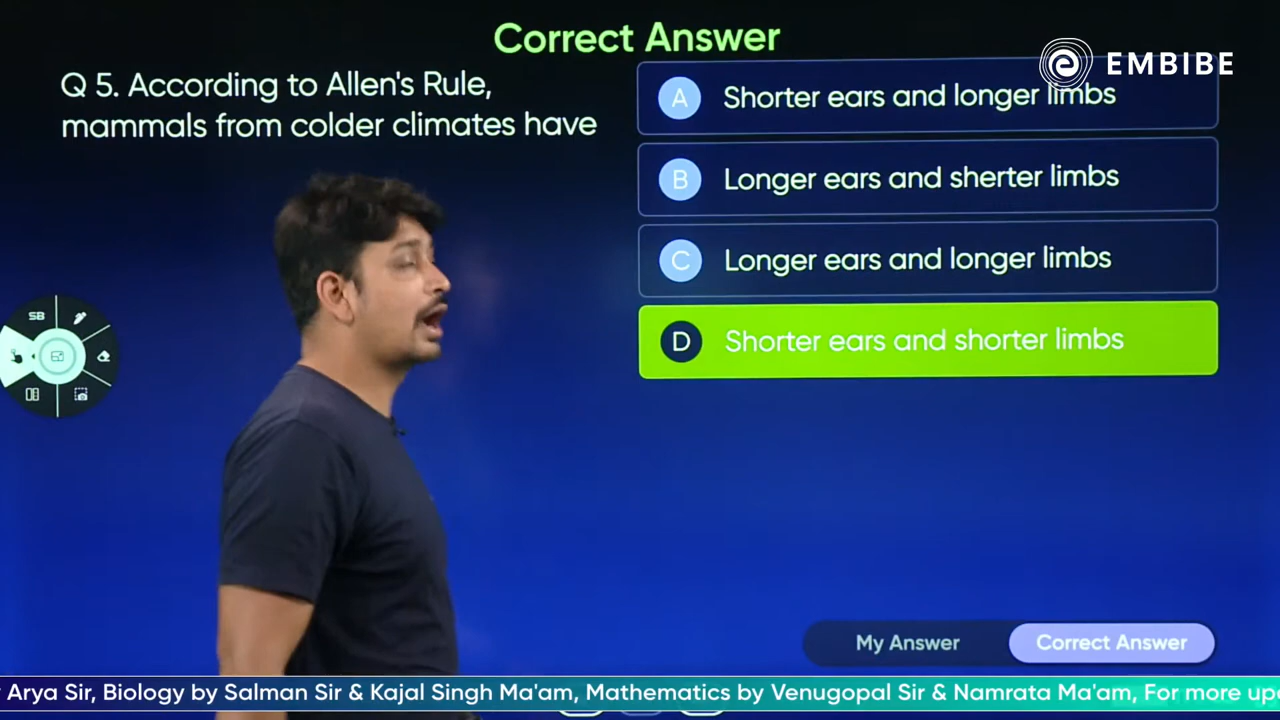 Correct Answer
EMBIBE
Q 5. According to Allen's Rule,
mammals from colder climates have
A Shorter ears and longer limbs
B Longer ears and sherter limbs
C Longer ears and longer limbs
D Shorter ears and shorter limbs
SB
My Answer Correct Answer
Arya Sir, Biology by Salman Sir & Kajal Singh Ma'am, Mathematics by Venugopal Sir & Namrata Ma'am, For more